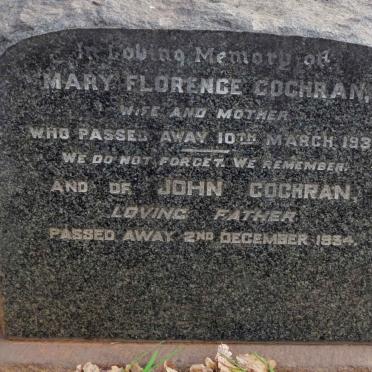 In Loving Memory of
MARY FLORENCE COCHRAN,
WIFE AND MOTHER
WHO PASSED AWAY 10TH MARCH 193
WE DO NOT FORGET, WE REMEMBER.
AND OF JOHN COCHRAN,
LOVING FATHER
PASSED AWAY 2ND DECEMBER 1954.